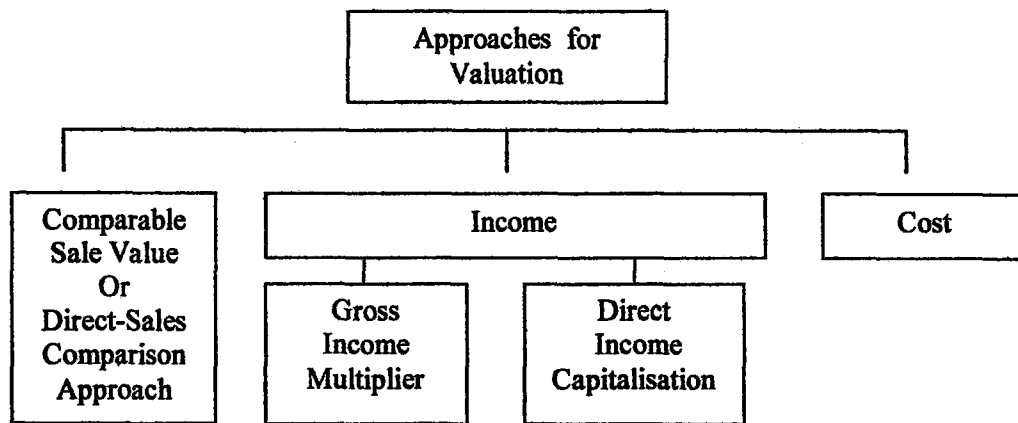 Approaches for
Valuation
Comparable
Sale Value
Or
Direct-Sales
Comparison
Approach
Income
Cost
Gross
Income
Multiplier
Direct
Income
Capitalisation